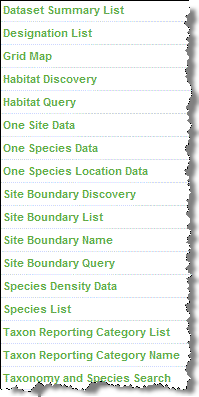 Dataset Summary List
Designation List
Grid Map
Habitat Discovery
Habitat Query
One Site Data
One Species Data
One Species Location Data
Site Boundary Discovery
Site Boundary List
Site Boundary Name
Site Boundary Query
Species Density Data
Species List
Taxon Reporting Category List
Taxon Reporting Category Name
Taxonomy and Species Search